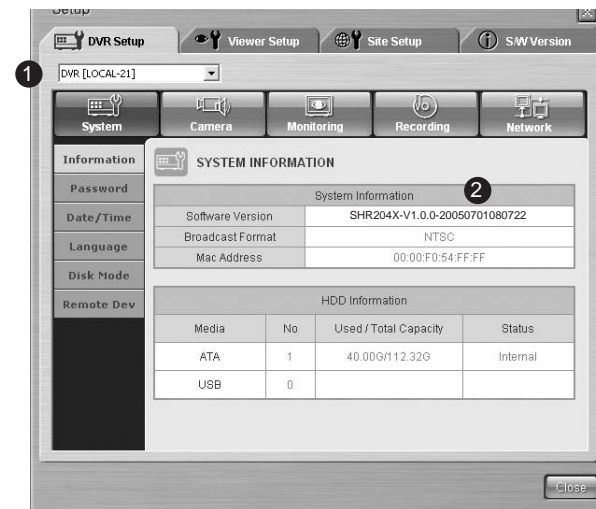 Setup
DVR Setup
Viewer Setup
Site Setup
S/W Version
1
DVR [LOCAL-21]
System
Camera
Monitoring
Recording
Network
Information
Password
Date/Time
Language
Disk Mode
Remote Dev
SYSTEM INFORMATION
2
System Information
Software Version SHR204X-V1.0.0-20050701080722
Broadcast Format NTSC
Mac Address 00:00:F0:54:FF:FF
HDD Information
Media No Used / Total Capacity Status
ATA 1 40.00G/112.32G Internal
USB 0
Close